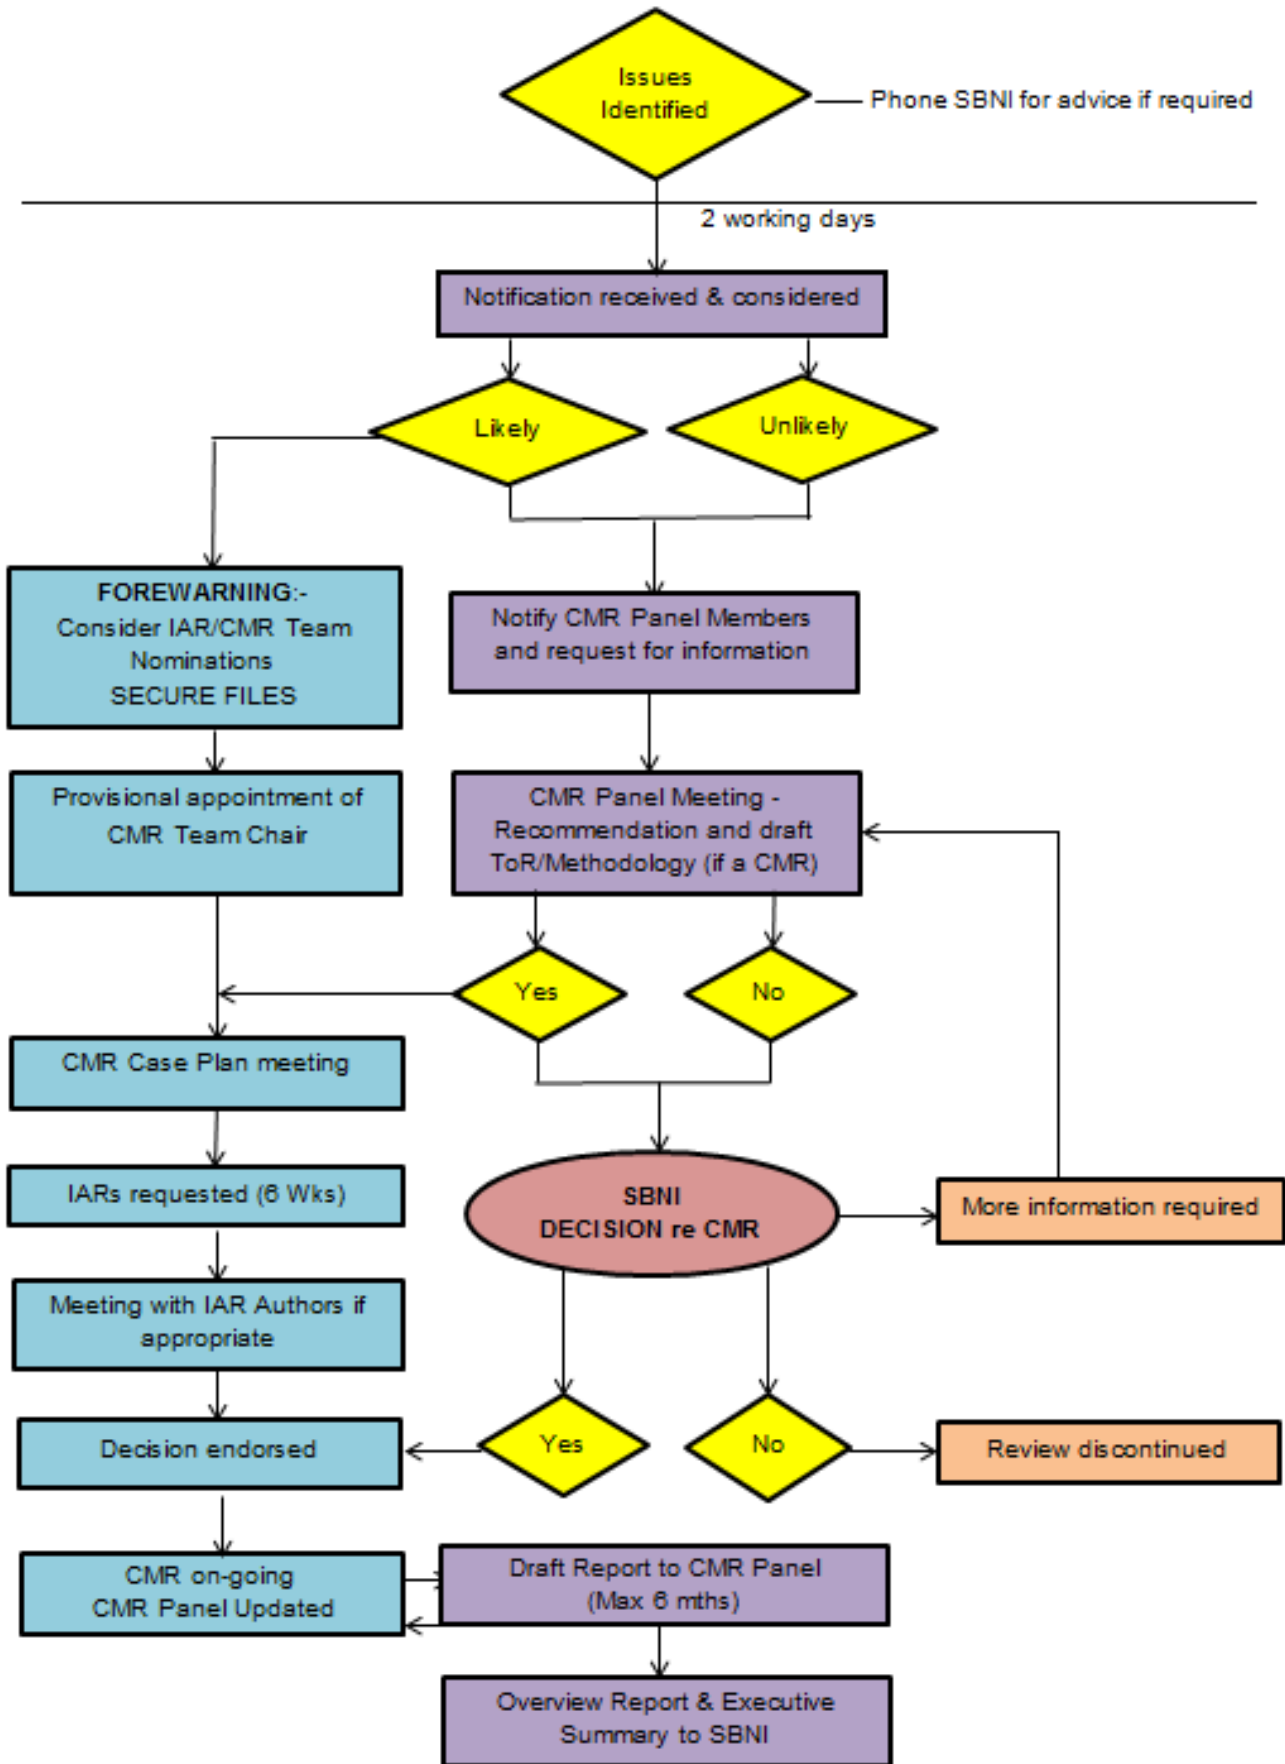 Issues
Identified
Phone SBNI for advice if required
2 working days
Notification received & considered
Likely
Unlikely
FOREWARNING:-
Consider IAR/CMR Team
Nominations
SECURE FILES
Notify CMR Panel Members
and request for information
Provisional appointment of
CMR Team Chair
CMR Panel Meeting -
Recommendation and draft
ToR/Methodology (if a CMR)
Yes
No
CMR Case Plan meeting
IARs requested (6 Wks)
SBNI
DECISION re CMR
More information required
Meeting with IAR Authors if
appropriate
Decision endorsed
Yes
No
Review discontinued
CMR on-going
CMR Panel Updated
Draft Report to CMR Panel
(Max 6 mths)
Overview Report & Executive
Summary to SBNI